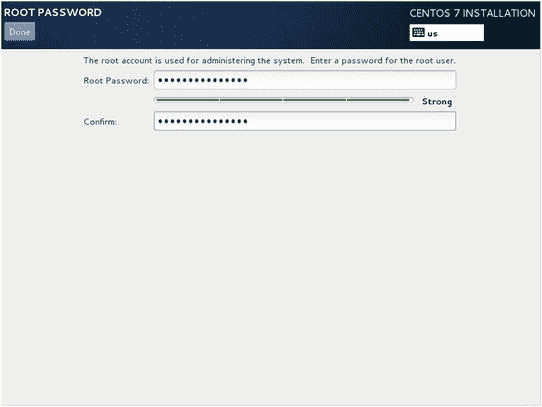 ROOT PASSWORD
CENTOS 7 INSTALLATION
Done
us
The root account is used for administering the system. Enter a password for the root user.
Root Password: •••••••••••••••
Strong
Confirm: •••••••••••••••